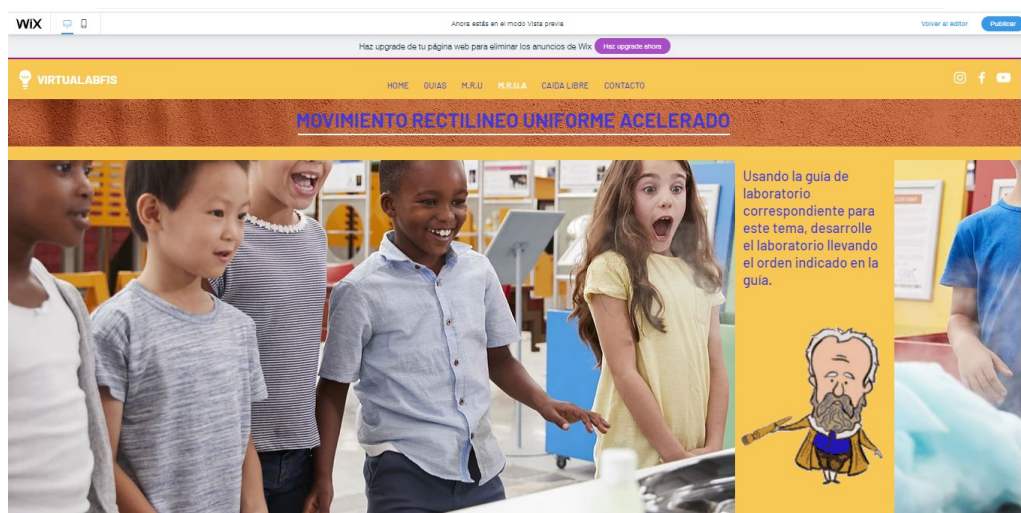 WiX
Ahora estás en el modo Vista previa
Volver al editor
Publicar
Haz upgrade de tu página web para eliminar los anuncios de Wix
Haz upgrade ahora
VIRTUALABFIS
HOME GUIAS M.R.U M.R.U.A CAIDA LIBRE CONTACTO
MOVIMIENTO RECTILINEO UNIFORME ACELERADO
Usando la guía de
laboratorio
correspondiente para
este tema, desarrolle
el laboratorio llevando
el orden indicado en la
guía.